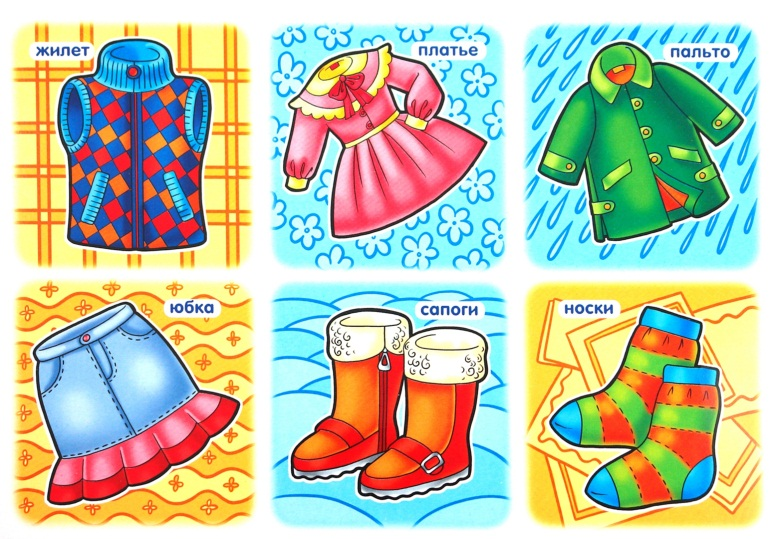 жилет
платье
пальто
юбка
сапоги
носки